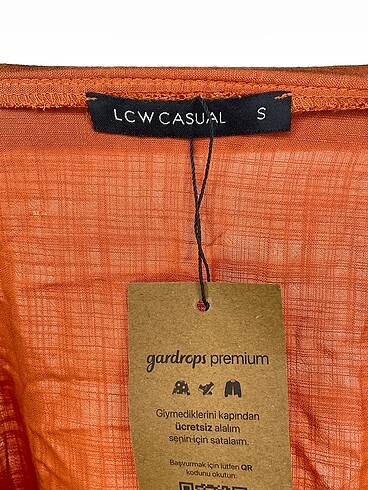 LCW CASUAL S
gardrops premium
Giymediklerini kapından
ücretsiz alalım
senin için satalım.
Başvurmak için lütfen QR
kodunu okutun: